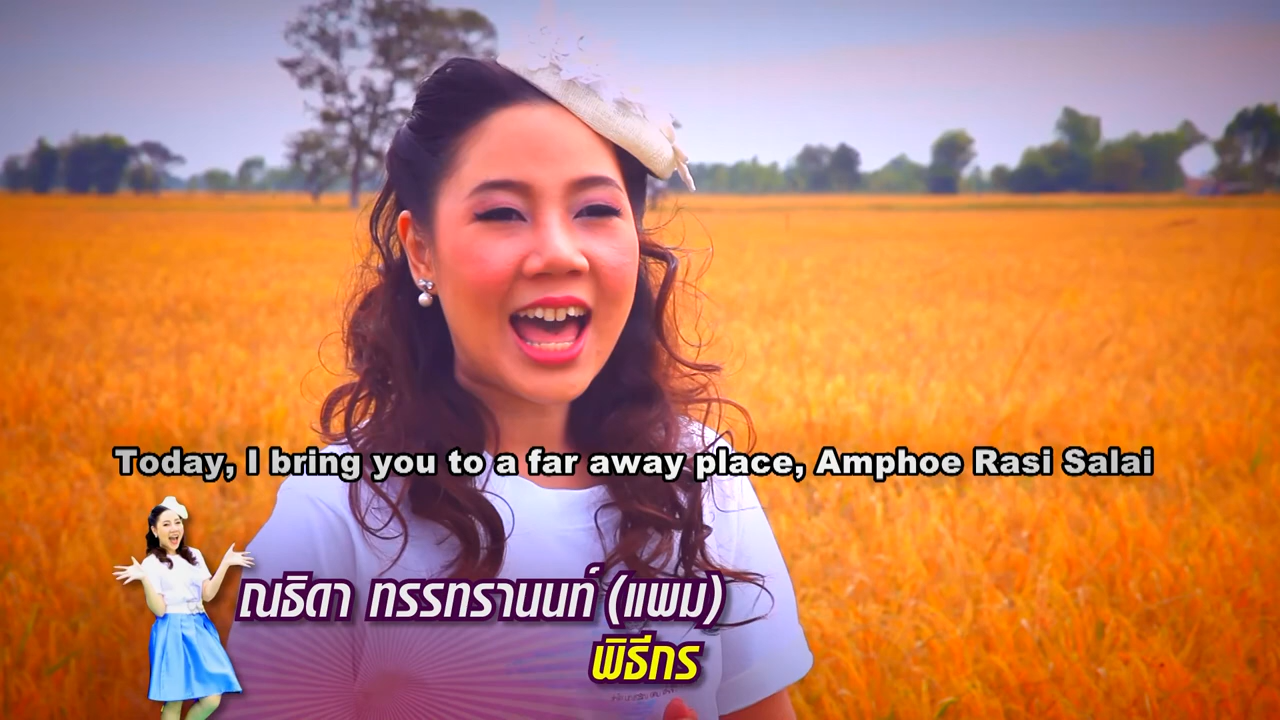 Today, I bring you to a far away place, Amphoe Rasi Salai
ณธิดา ทรรทรานนท์ (แพม)
พิธีกร